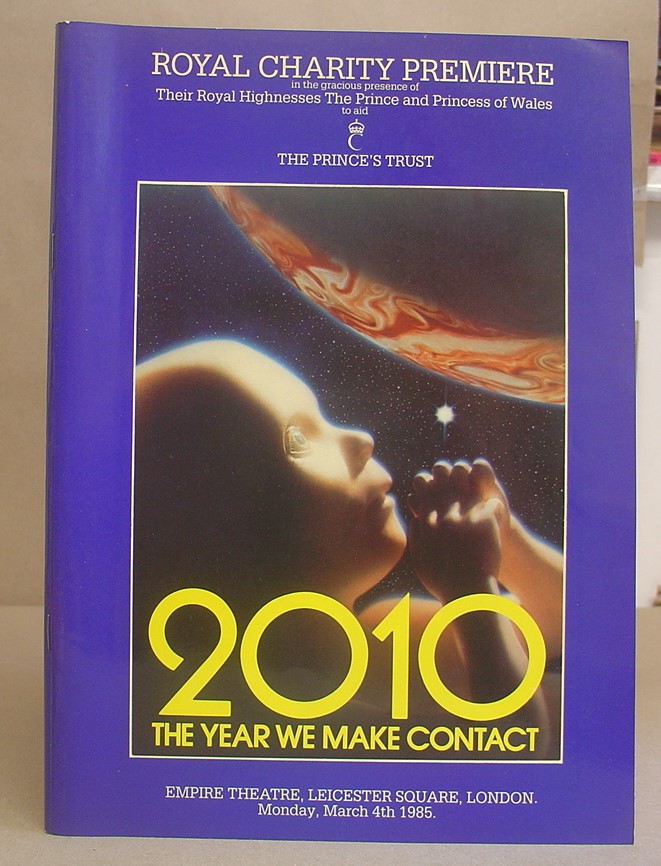 ROYAL CHARITY PREMIERE
in the gracious presence of
Their Royal Highnesses The Prince and Princess of Wales
to aid
THE PRINCE'S TRUST
2010
THE YEAR WE MAKE CONTACT
EMPIRE THEATRE, LEICESTER SQUARE, LONDON.
Monday, March 4th 1985.